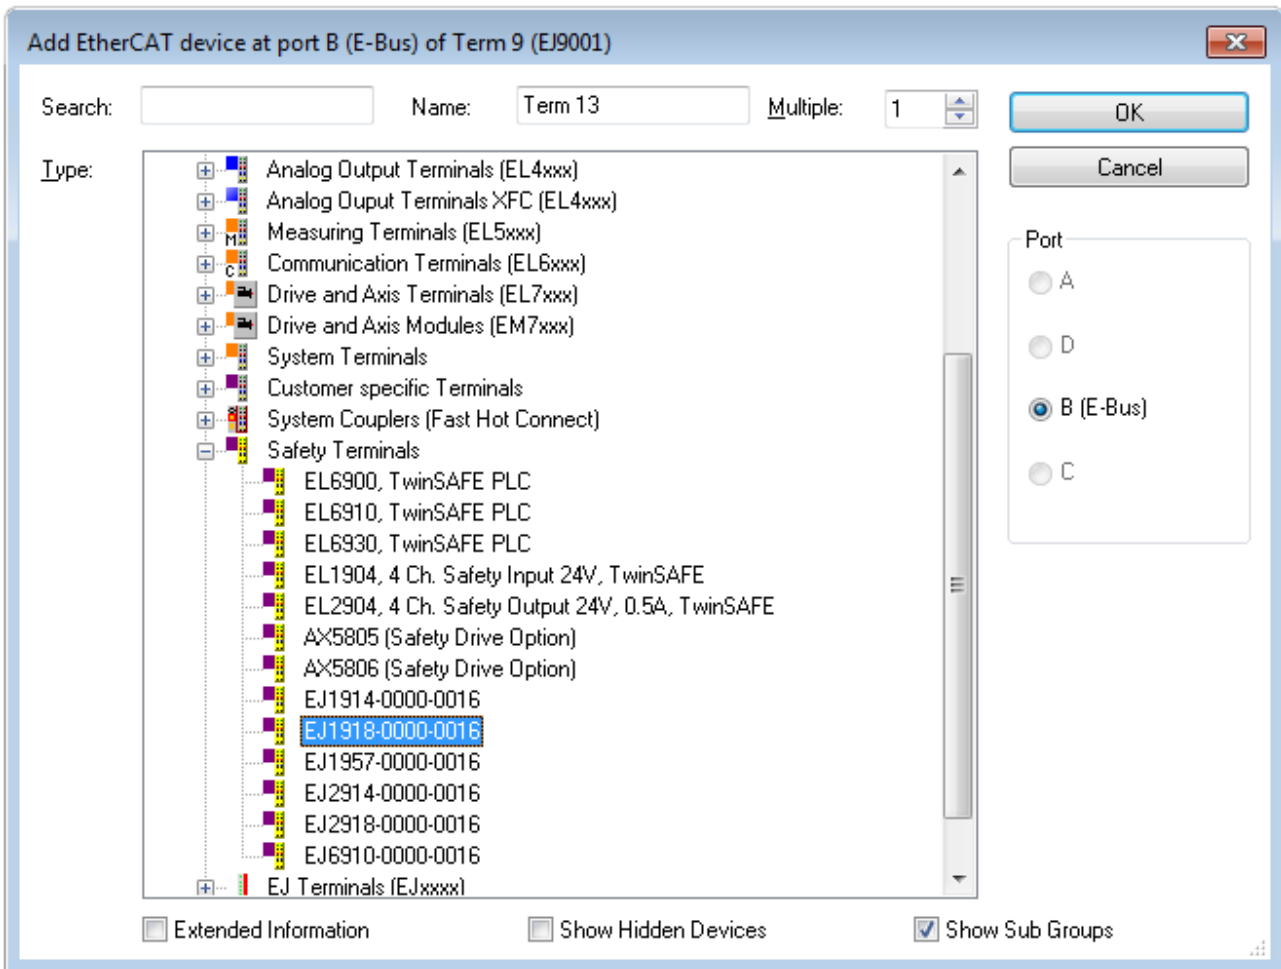 Add EtherCAT device at port B (E-Bus) of Term 9 (EJ9001)
Search: Name: Term 13 Multiple: 1 OK
Type: Cancel
Analog Output Terminals (EL4xxx)
Analog Ouput Terminals XFC (EL4xxx)
Measuring Terminals (EL5xxx)
Communication Terminals (EL6xxx)
Drive and Axis Terminals (EL7xxx)
Drive and Axis Modules (EM7xxx)
System Terminals
Customer specific Terminals
System Couplers (Fast Hot Connect)
Safety Terminals
EL6900, TwinSAFE PLC
EL6910, TwinSAFE PLC
EL6930, TwinSAFE PLC
EL1904, 4 Ch. Safety Input 24V, TwinSAFE
EL2904, 4 Ch. Safety Output 24V, 0.5A, TwinSAFE
AX5805 (Safety Drive Option)
AX5806 (Safety Drive Option)
EJ1914-0000-0016
EJ1918-0000-0016
EJ1957-0000-0016
EJ2914-0000-0016
EJ2918-0000-0016
EJ6910-0000-0016
EJ Terminals (EJxxxx)
Port
A
D
B (E-Bus)
C
Extended Information Show Hidden Devices Show Sub Groups